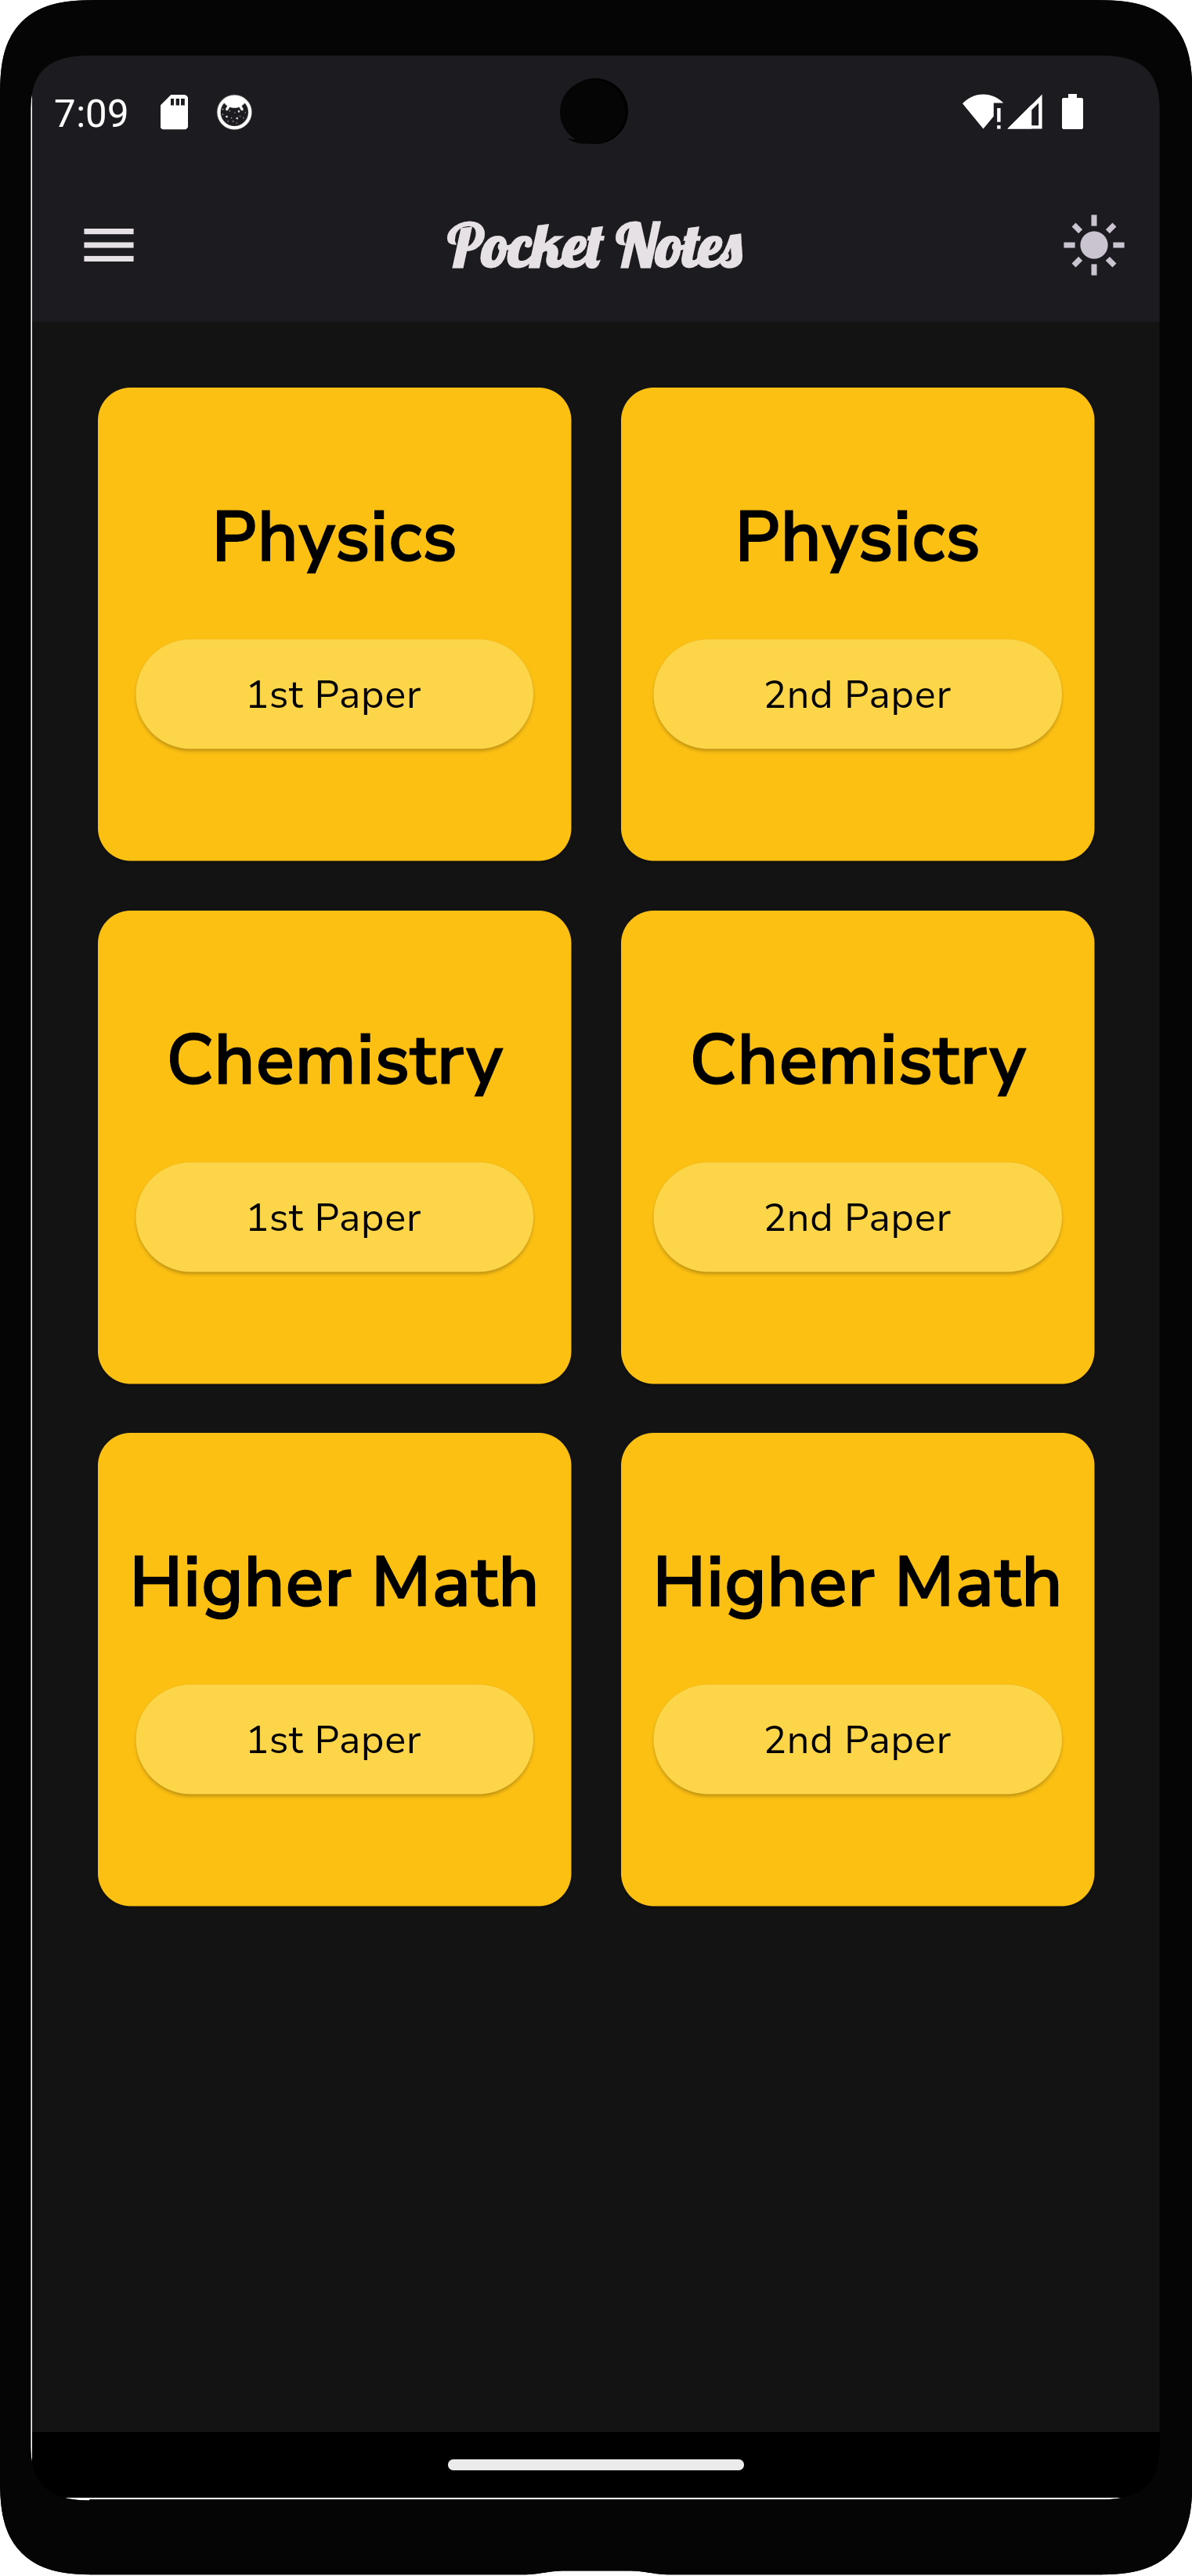 7:09
Pocket Notes
Physics
1st Paper
Physics
2nd Paper
Chemistry
1st Paper
Chemistry
2nd Paper
Higher Math
1st Paper
Higher Math
2nd Paper